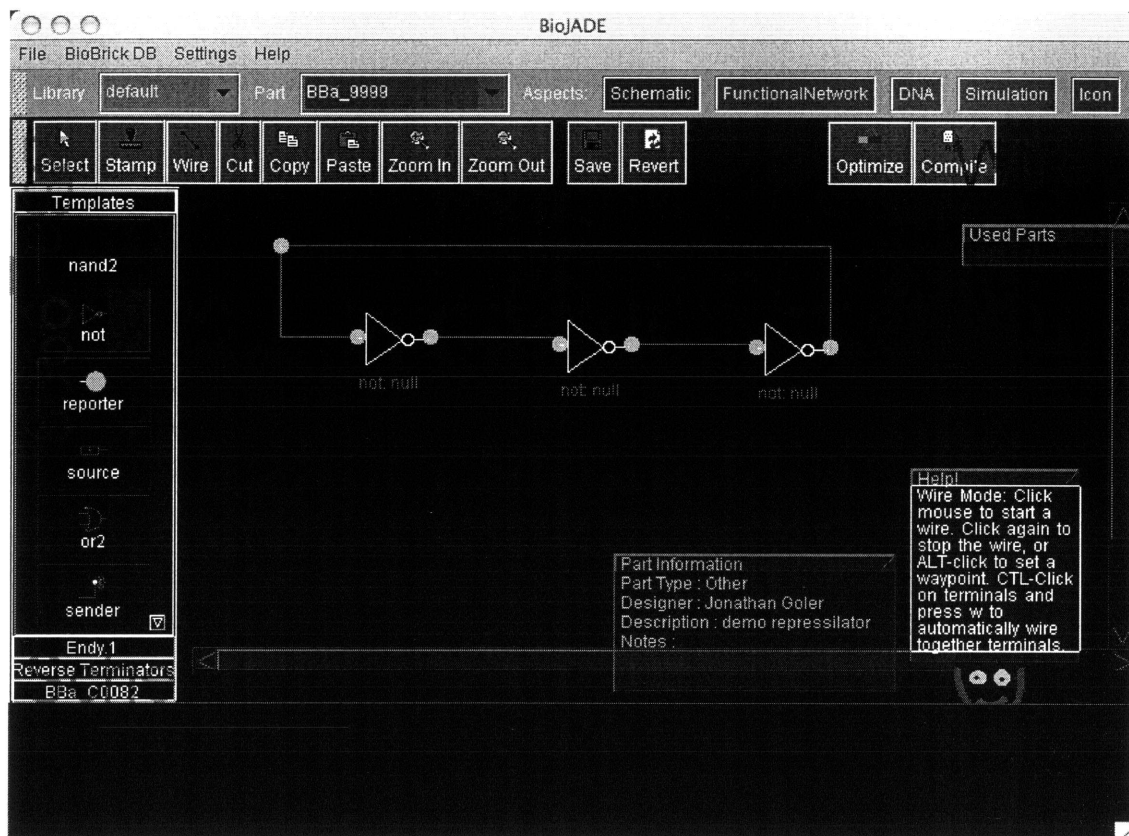 BioJADE
File BioBrick DB Settings Help
Library default Part BBa_9999 Aspects: Schematic FunctionalNetwork DNA Simulation Icon
Select Stamp Wire Cut Copy Paste Zoom In Zoom Out Save Revert Optimize Compile
Templates
nand2
not
reporter
source
or2
sender
Endy.1
Reverse Terminators
BBa_C0082
Used Parts
not: null
not: null
not: null
Part Information
Part Type : Other
Designer : Jonathan Goler
Description : demo repressilator
Notes :
Help!
Wire Mode: Click
mouse to start a
wire. Click again to
stop the wire, or
ALT-click to set a
waypoint. CTL-Click
on terminals and
press w to
automatically wire
together terminals.